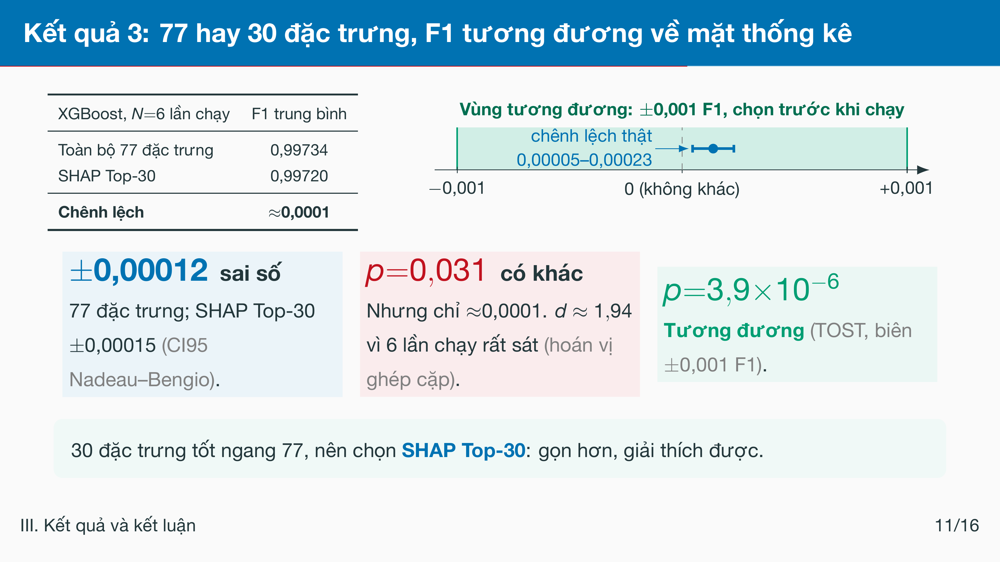 Kết quả 3: 77 hay 30 đặc trưng, F1 tương đương về mặt thống kê
XGBoost, N=6 lần chạy F1 trung bình
Toàn bộ 77 đặc trưng 0,99734
SHAP Top-30 0,99720
Chênh lệch ≈0,0001
Vùng tương đương: ±0,001 F1, chọn trước khi chạy
chênh lệch thật
0,00005–0,00023
−0,001 0 (không khác) +0,001
±0,00012 sai số
77 đặc trưng; SHAP Top-30
±0,00015 (CI95
Nadeau–Bengio).
p=0,031 có khác
Nhưng chỉ ≈0,0001. d ≈ 1,94
vì 6 lần chạy rất sát (hoán vị
ghép cặp).
p=3,9×10⁻⁶
Tương đương (TOST, biên
±0,001 F1).
30 đặc trưng tốt ngang 77, nên chọn SHAP Top-30: gọn hơn, giải thích được.
III. Kết quả và kết luận 11/16